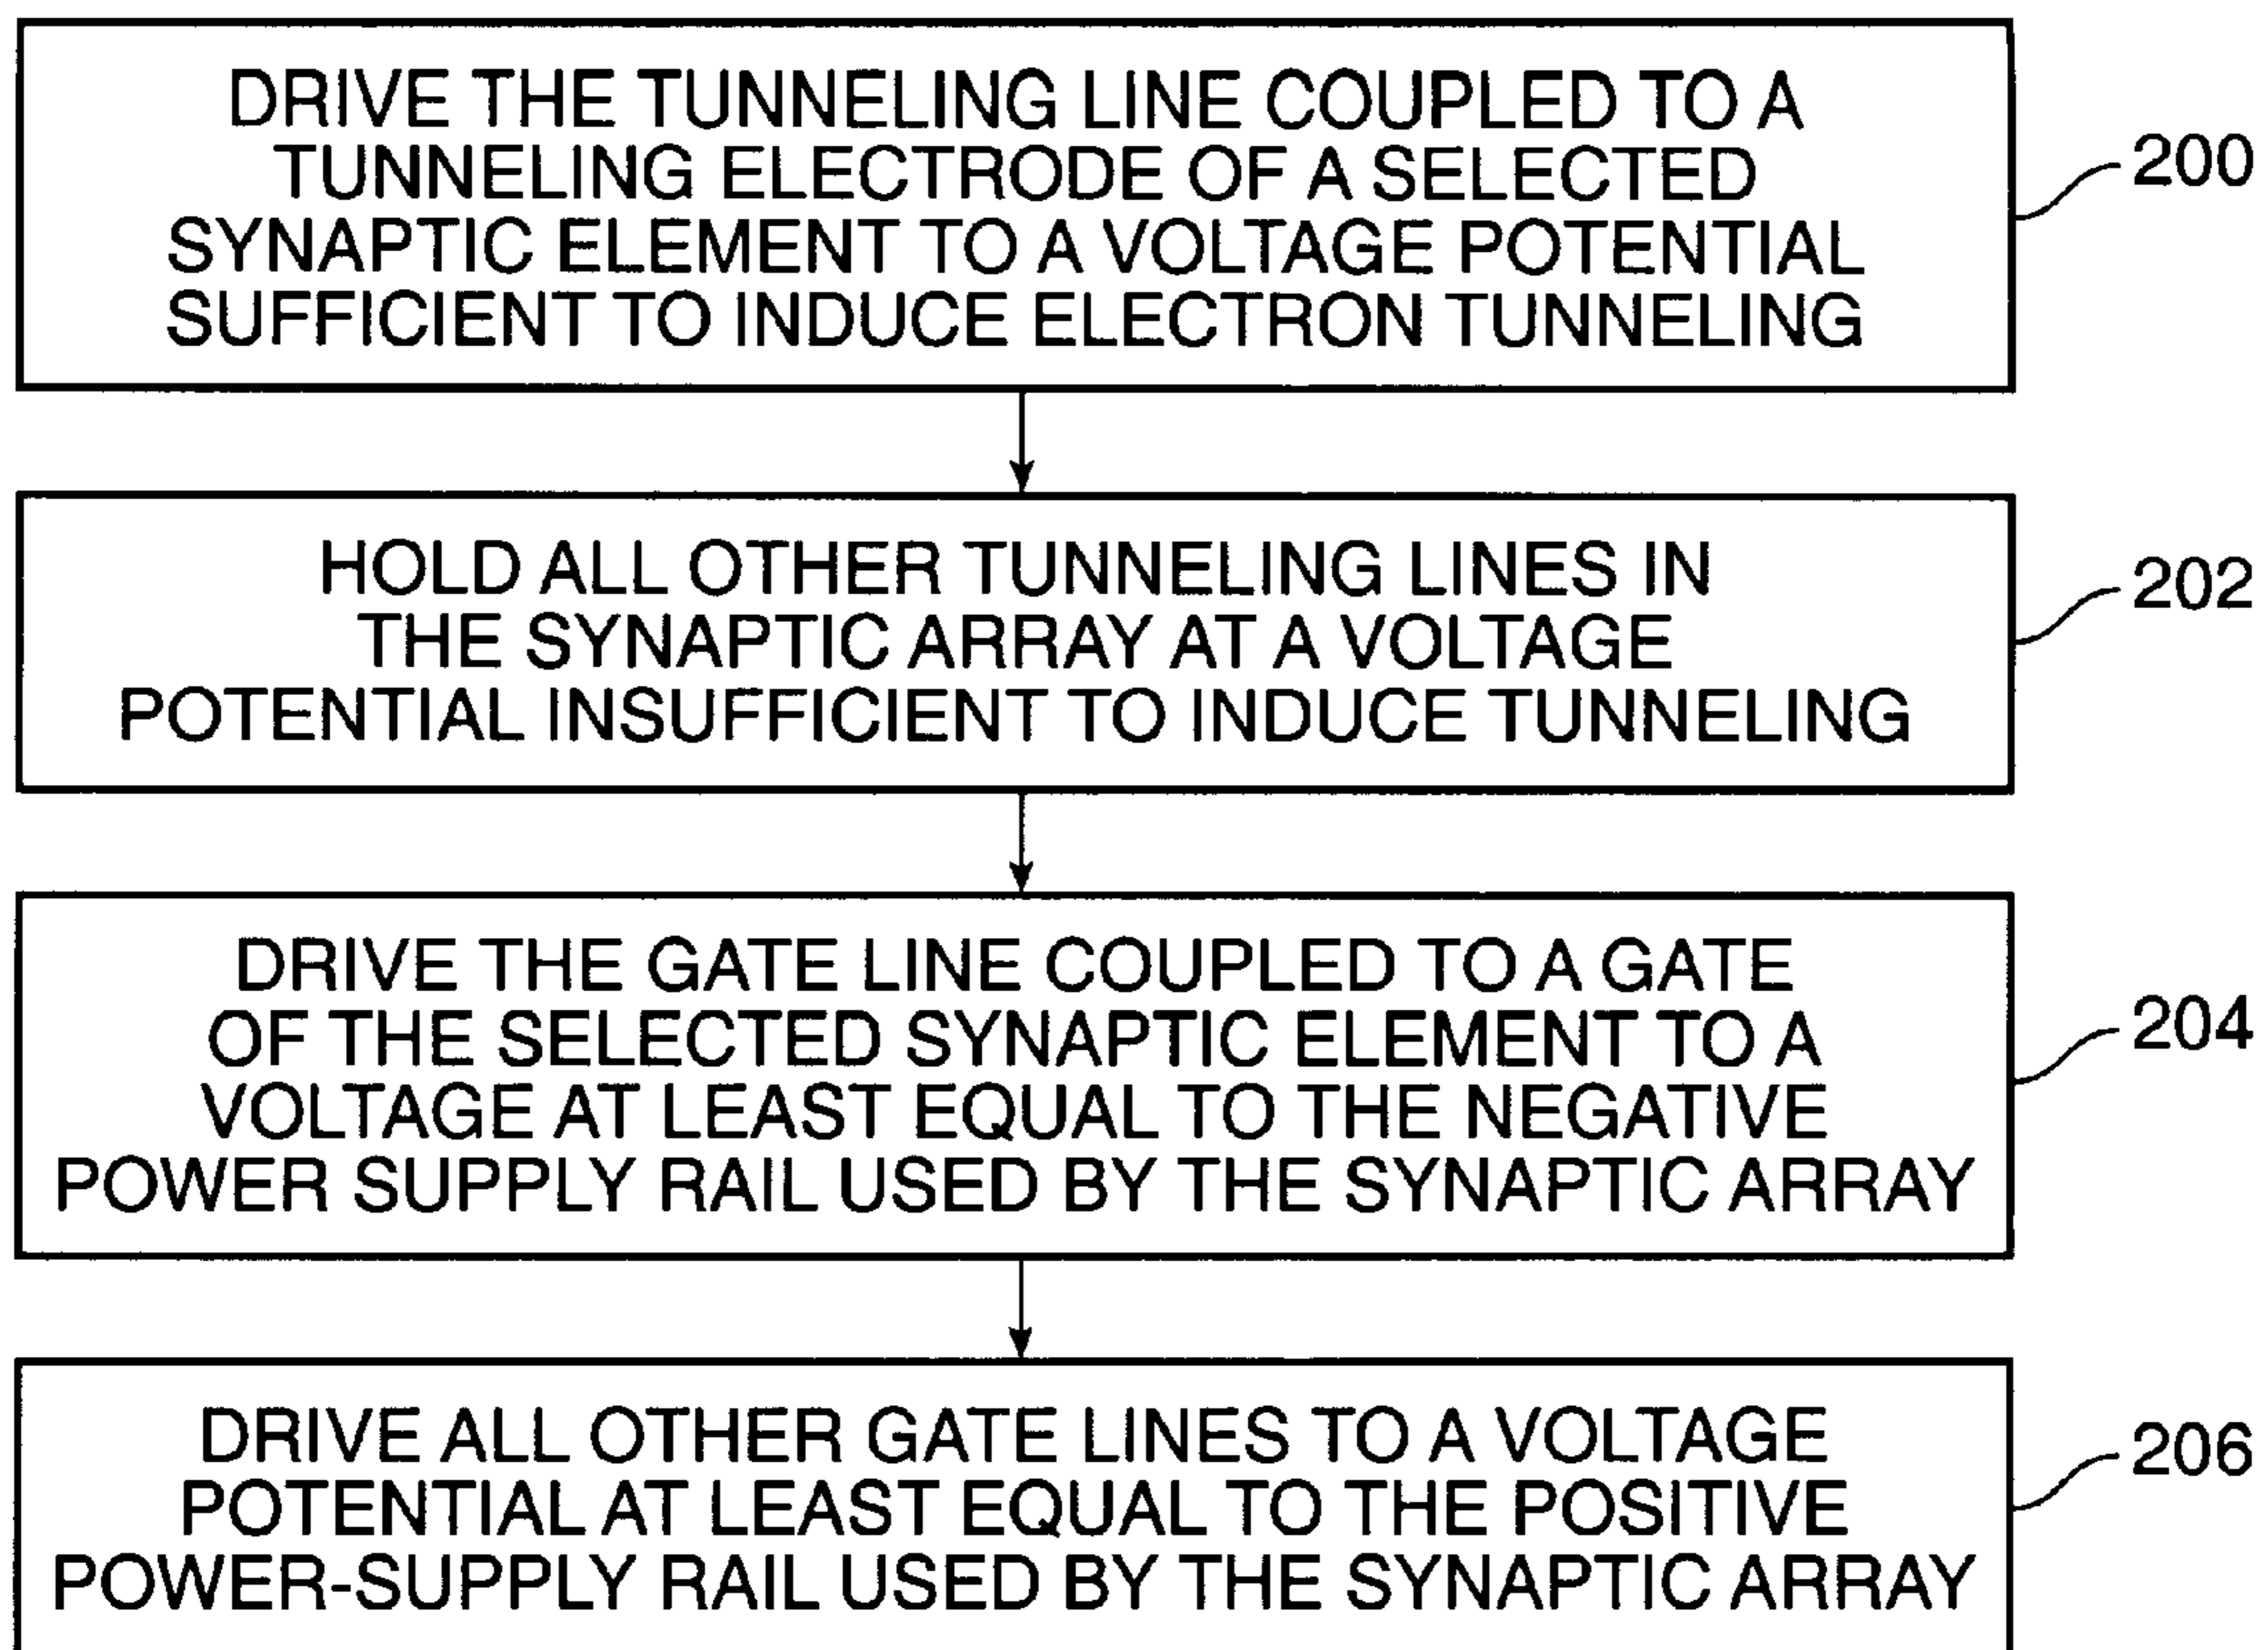 DRIVE THE TUNNELING LINE COUPLED TO A
TUNNELING ELECTRODE OF A SELECTED
SYNAPTIC ELEMENT TO A VOLTAGE POTENTIAL
SUFFICIENT TO INDUCE ELECTRON TUNNELING
200
HOLD ALL OTHER TUNNELING LINES IN
THE SYNAPTIC ARRAY AT A VOLTAGE
POTENTIAL INSUFFICIENT TO INDUCE TUNNELING
202
DRIVE THE GATE LINE COUPLED TO A GATE
OF THE SELECTED SYNAPTIC ELEMENT TO A
VOLTAGE AT LEAST EQUAL TO THE NEGATIVE
POWER SUPPLY RAIL USED BY THE SYNAPTIC ARRAY
204
DRIVE ALL OTHER GATE LINES TO A VOLTAGE
POTENTIAL AT LEAST EQUAL TO THE POSITIVE
POWER-SUPPLY RAIL USED BY THE SYNAPTIC ARRAY
206